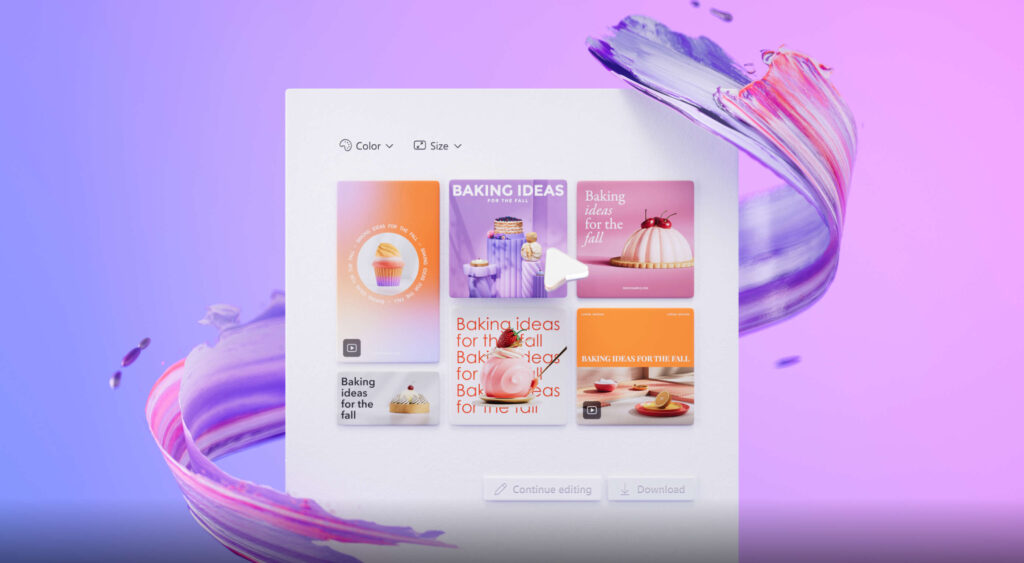 Color
Size
BAKING IDEAS FOR THE FALL - BAKING IDEAS FOR THE FALL -
BAKING IDEAS
FOR THE FALL
Baking
ideas
for the
fall
Baking
ideas
for the
fall
Baking ideas
for the fall
Baking ideas
for the fall
Baking ideas
for the fall
BAKING IDEAS FOR THE FALL
Continue editing
Download